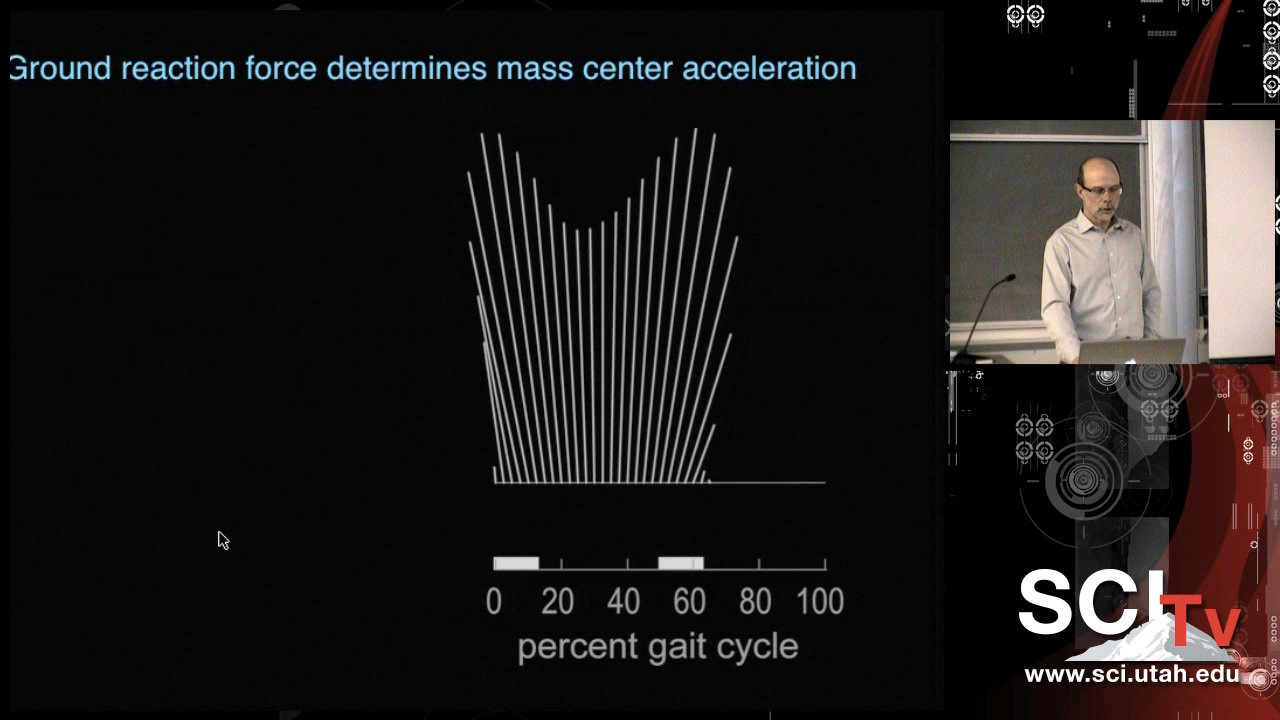 Ground reaction force determines mass center acceleration
0 20 40 60 80 100
percent gait cycle
SCI Tv
www.sci.utah.edu